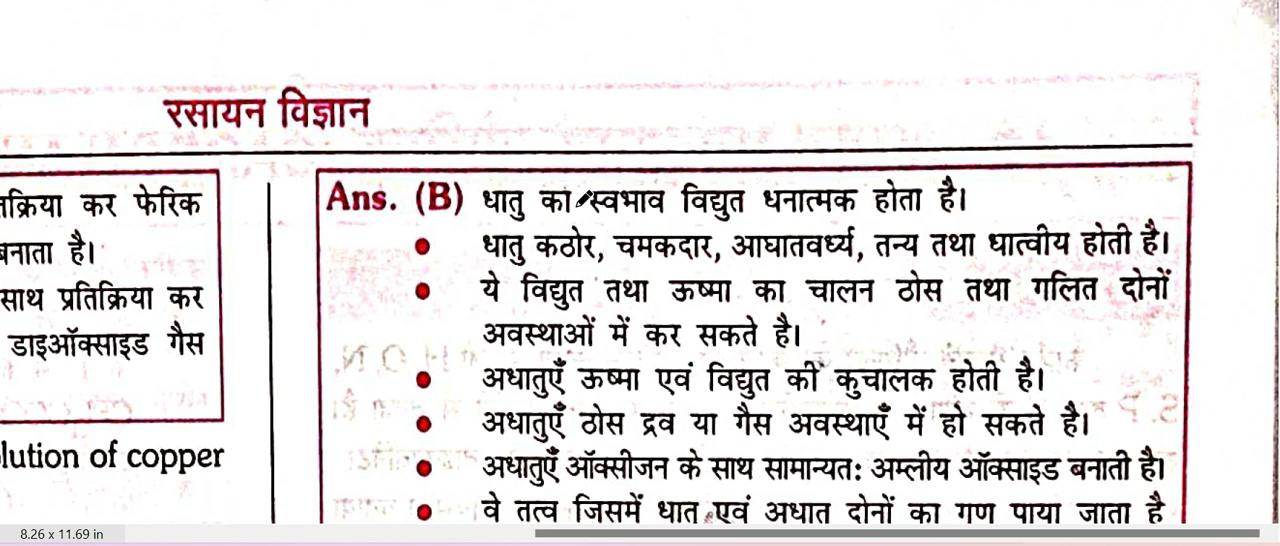 रसायन विज्ञान
क्रिया कर फेरिक
बनाता है।
साथ प्रतिक्रिया कर
डाइऑक्साइड गैस
lution of copper
Ans. (B) धातु का स्वभाव विद्युत धनात्मक होता है।
● धातु कठोर, चमकदार, आघातवर्ध्य, तन्य तथा धात्वीय होती है।
● ये विद्युत तथा ऊष्मा का चालन ठोस तथा गलित दोनों
अवस्थाओं में कर सकते है।
● अधातुएँ ऊष्मा एवं विद्युत की कुचालक होती है।
● अधातुएँ ठोस द्रव या गैस अवस्थाएँ में हो सकते है।
● अधातुएँ ऑक्सीजन के साथ सामान्यत: अम्लीय ऑक्साइड बनाती है।
● वे तत्व जिसमें धातु एवं अधातु दोनों का गुण पाया जाता है
8.26 x 11.69 in